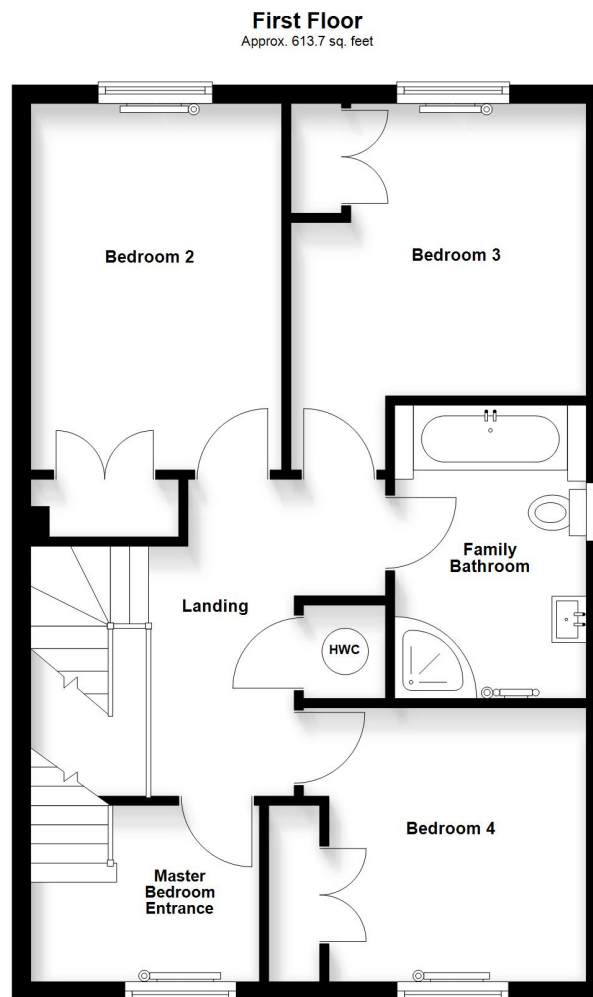 First Floor
Approx. 613.7 sq. feet
Bedroom 2
Bedroom 3
Family
Bathroom
Landing
HWC
Bedroom 4
Master
Bedroom
Entrance